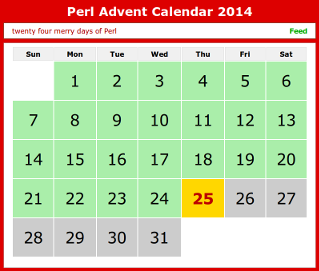 Perl Advent Calendar 2014
twenty four merry days of Perl Feed
Sun Mon Tue Wed Thu Fri Sat
1 2 3 4 5 6
7 8 9 10 11 12 13
14 15 16 17 18 19 20
21 22 23 24 25 26 27
28 29 30 31